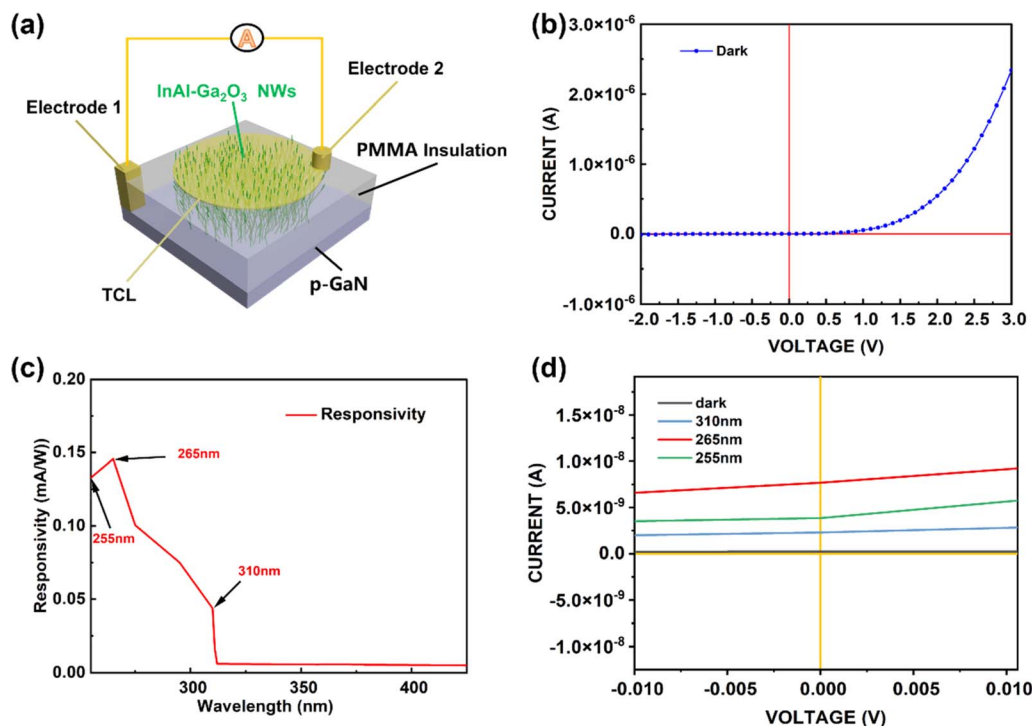 (a)
A
Electrode 1
InAl-Ga₂O₃ NWs
Electrode 2
PMMA Insulation
TCL
p-GaN
(b)
Dark
3.0×10⁻⁶
2.0×10⁻⁶
1.0×10⁻⁶
0.0
-1.0×10⁻⁶
CURRENT (A)
-2.0 -1.5 -1.0 -0.5 0.0 0.5 1.0 1.5 2.0 2.5 3.0
VOLTAGE (V)
(c)
Responsivity
0.20
0.15
0.10
0.05
0.00
Responsivity (mA/W))
265nm
255nm
310nm
300 350 400
Wavelength (nm)
(d)
dark
310nm
265nm
255nm
1.5×10⁻⁸
1.0×10⁻⁸
5.0×10⁻⁹
0.0
-5.0×10⁻⁹
-1.0×10⁻⁸
CURRENT (A)
-0.010 -0.005 0.000 0.005 0.010
VOLTAGE (V)